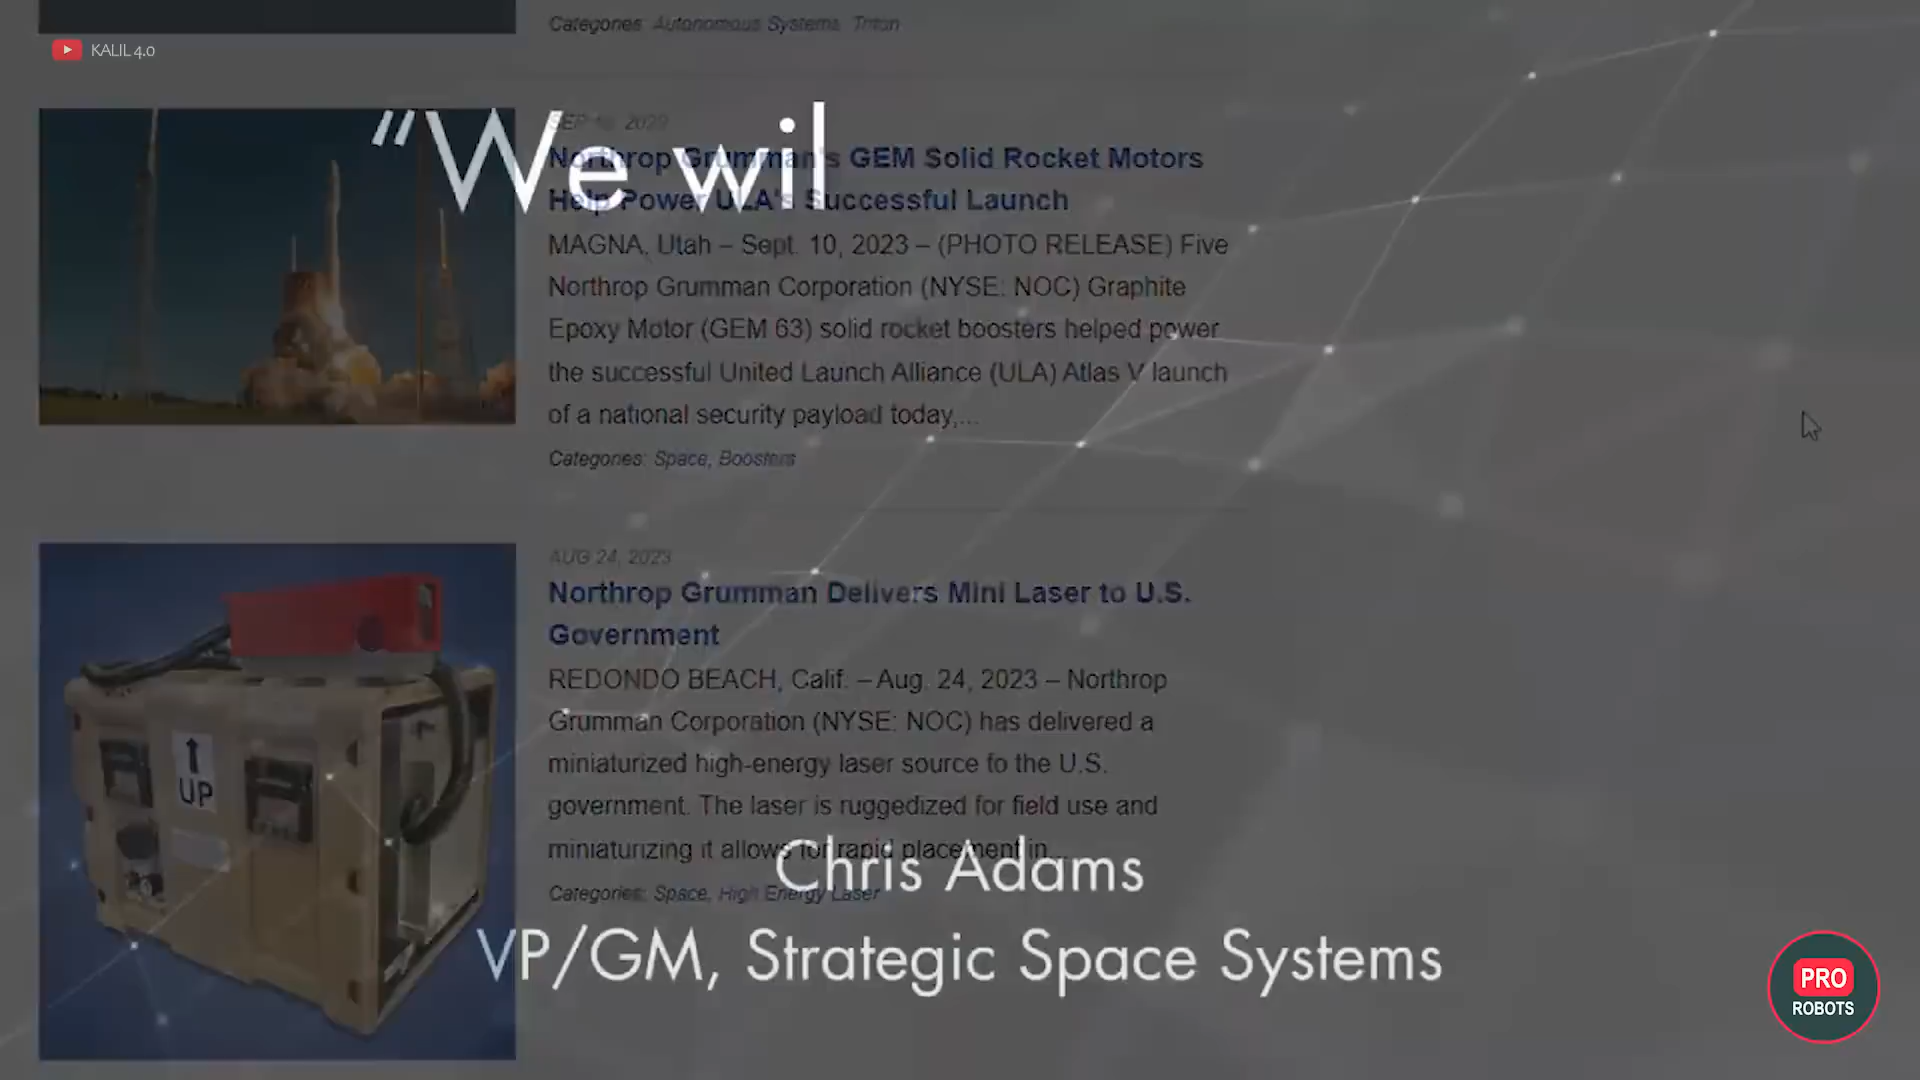 Categories: Autonomous Systems, Triton
KALIL 4.0
“We wil
SEP 10, 2023
Northrop Grumman's GEM Solid Rocket Motors
Help Power ULA's Successful Launch
MAGNA, Utah – Sept. 10, 2023 – (PHOTO RELEASE) Five
Northrop Grumman Corporation (NYSE: NOC) Graphite
Epoxy Motor (GEM 63) solid rocket boosters helped power
the successful United Launch Alliance (ULA) Atlas V launch
of a national security payload today,...
Categories: Space, Boosters
AUG 24, 2023
Northrop Grumman Delivers Mini Laser to U.S.
Government
REDONDO BEACH, Calif. – Aug. 24, 2023 – Northrop
Grumman Corporation (NYSE: NOC) has delivered a
miniaturized high-energy laser source to the U.S.
government. The laser is ruggedized for field use and
miniaturizing it allows for rapid placement in...
Categories: Space, High Energy Laser
UP
Chris Adams
VP/GM, Strategic Space Systems
PRO
ROBOTS